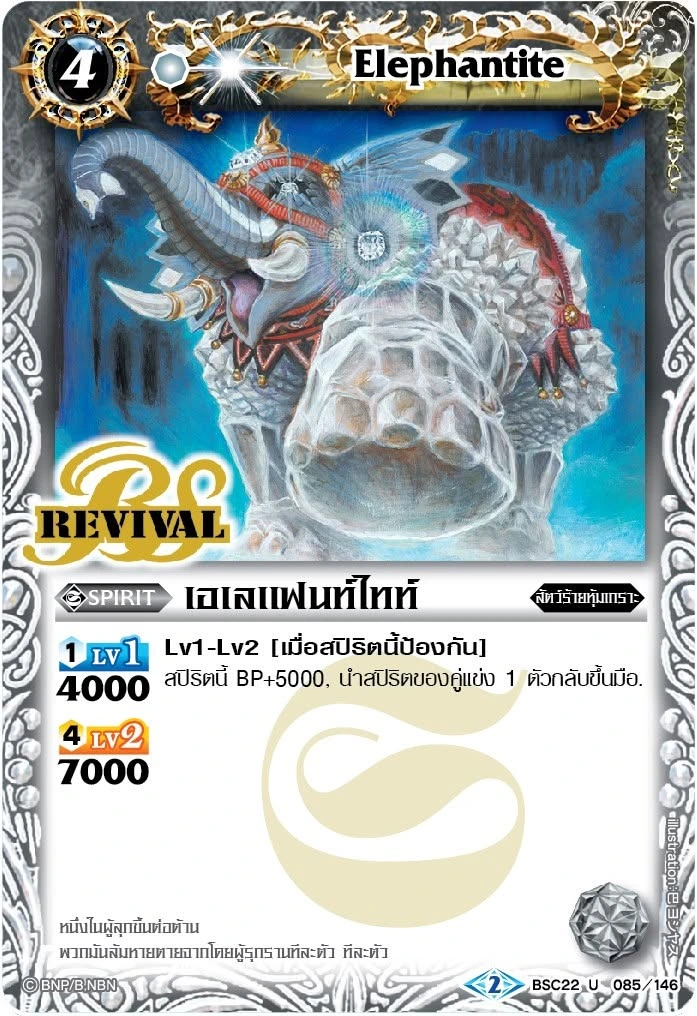 4
Elephantite
BS
REVIVAL
SPIRIT เอเลแฟนท์ไทท์ สัตว์ร้ายหุ้มเกราะ
1 LV1
4000
4 LV2
7000
Lv1-Lv2 [เมื่อสปิริตนี้ป้องกัน]
สปิริตนี้ BP+5000, นำสปิริตของคู่แข่ง 1 ตัวกลับขึ้นมือ.
หนึ่งในผู้ลุกขึ้นต่อต้าน
พวกมันล้มหายตายจากโดยผู้รุกรานทีละตัว ทีละตัว
illustration:
©BNP/B,NBN
2 BSC22 U 085/146